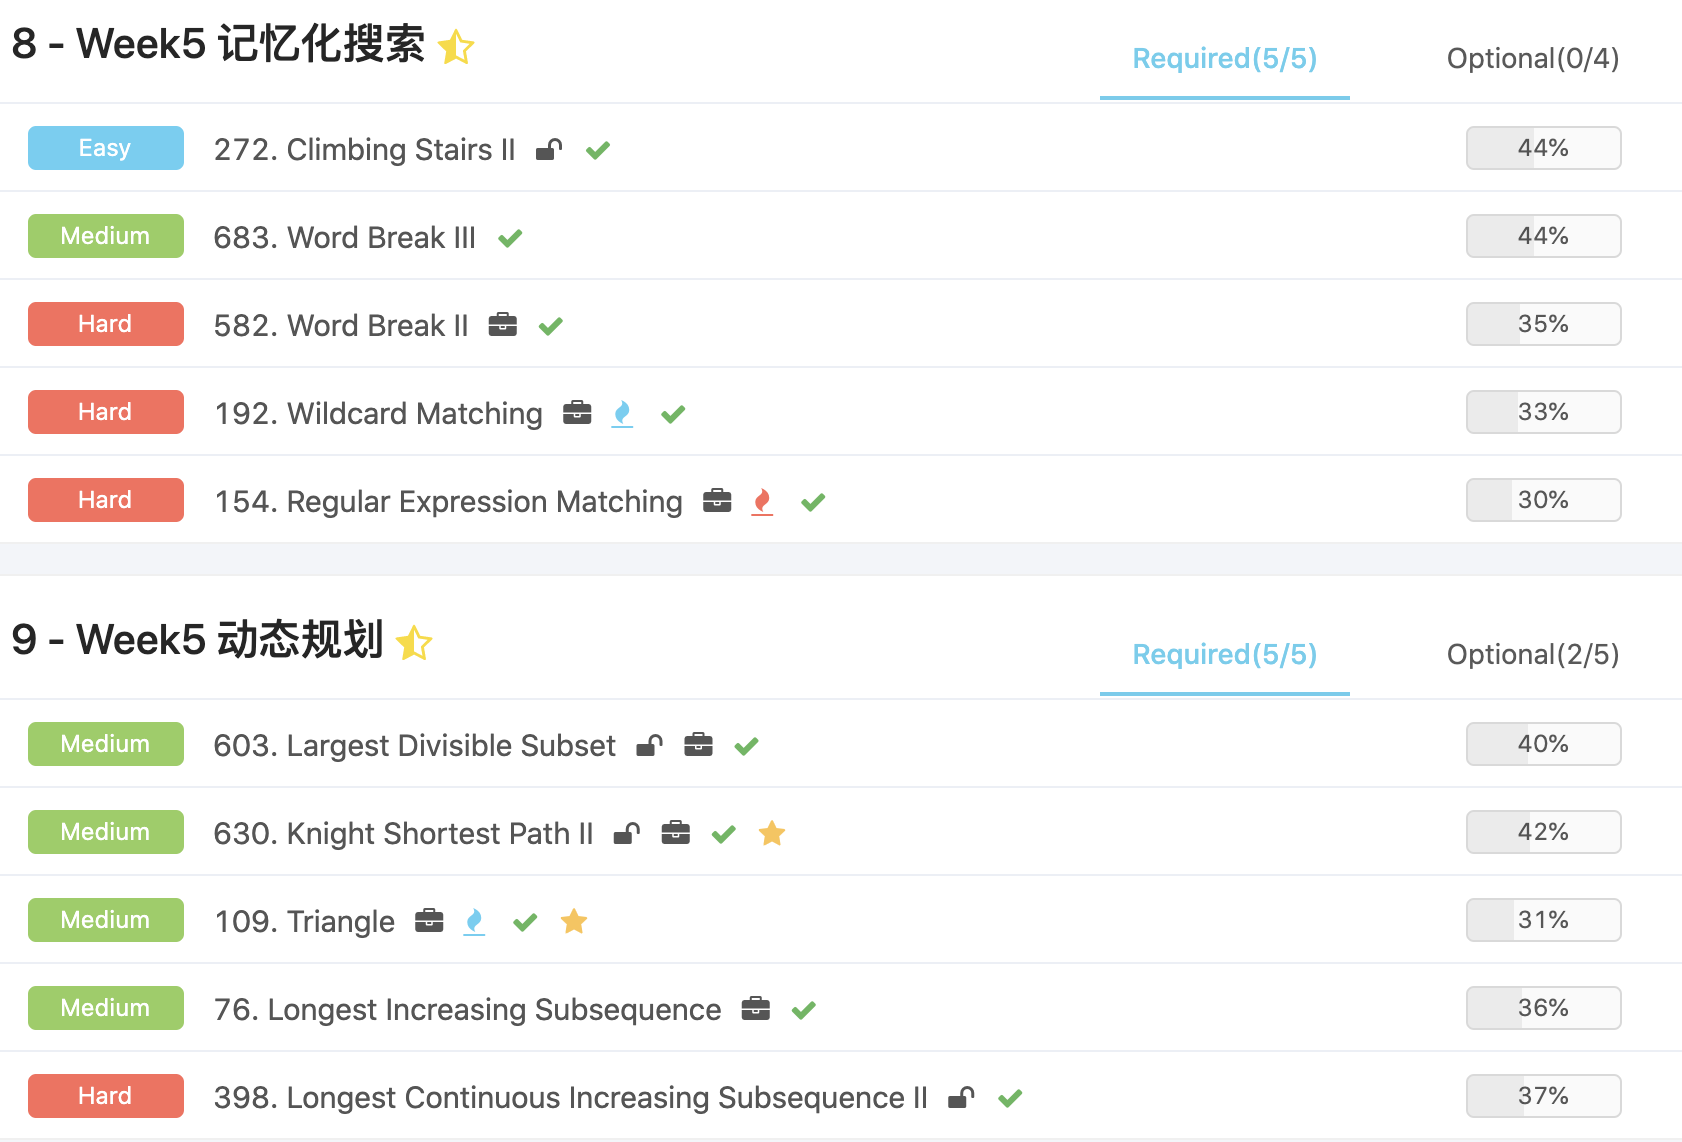 8 - Week5 记忆化搜索 Required(5/5) Optional(0/4)
Easy 272. Climbing Stairs II 44%
Medium 683. Word Break III 44%
Hard 582. Word Break II 35%
Hard 192. Wildcard Matching 33%
Hard 154. Regular Expression Matching 30%
9 - Week5 动态规划 Required(5/5) Optional(2/5)
Medium 603. Largest Divisible Subset 40%
Medium 630. Knight Shortest Path II 42%
Medium 109. Triangle 31%
Medium 76. Longest Increasing Subsequence 36%
Hard 398. Longest Continuous Increasing Subsequence II 37%